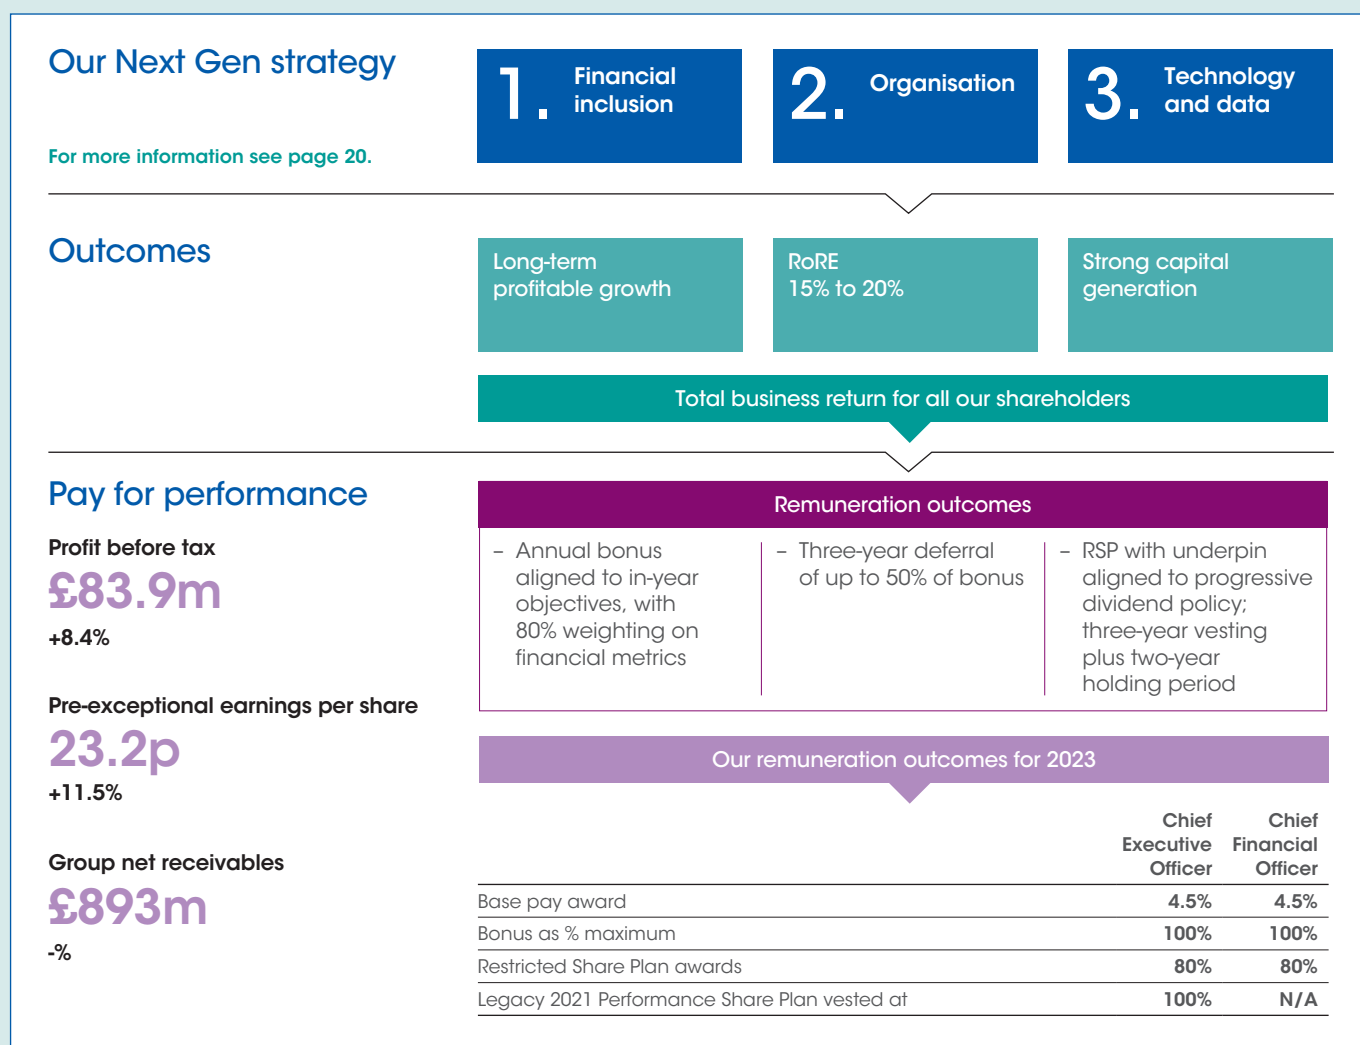 Our Next Gen strategy
For more information see page 20.
1.
Financial
inclusion
2.
Organisation
3.
Technology
and data
Outcomes
Long-term
profitable growth
RoRE
15% to 20%
Strong capital
generation
Total business return for all our shareholders
Pay for performance
Profit before tax
£83.9m
+8.4%
Pre-exceptional earnings per share
23.2p
+11.5%
Group net receivables
£893m
-%
Remuneration outcomes
– Annual bonus
aligned to in-year
objectives, with
80% weighting on
financial metrics
– Three-year deferral
of up to 50% of bonus
– RSP with underpin
aligned to progressive
dividend policy;
three-year vesting
plus two-year
holding period
Our remuneration outcomes for 2023
Chief
Executive
Officer
Chief
Financial
Officer
Base pay award 4.5% 4.5%
Bonus as % maximum 100% 100%
Restricted Share Plan awards 80% 80%
Legacy 2021 Performance Share Plan vested at 100% N/A